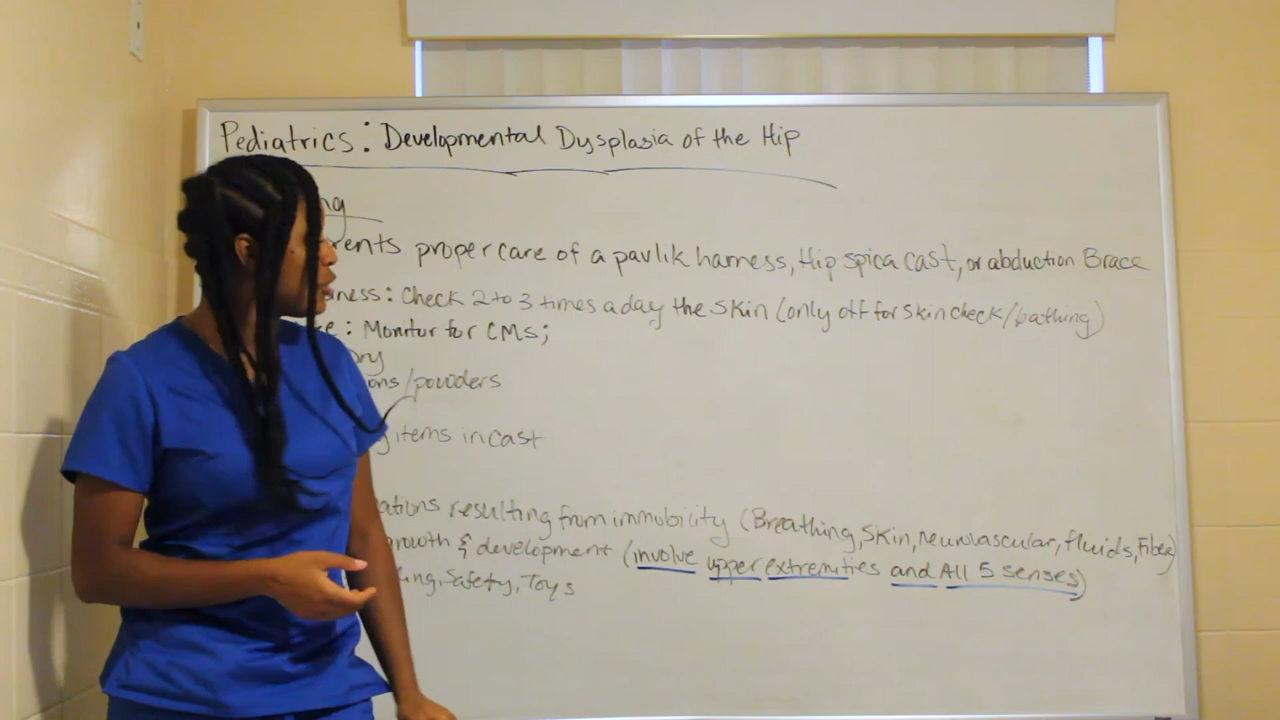 Pediatrics: Developmental Dysplasia of the Hip
ng
rents proper care of a pavlik harness, Hip spica cast, or abduction Brace
iness: Check 2 to 3 times a day the Skin (only off for skin check/bathing)
re: Monitor for CMs;
Dry
ons/powders
g items in cast
ations resulting from immobility (Breathing, Skin, neurovascular, fluids, Fiber)
rowth & development (involve upper extremities and All 5 senses)
ing, Safety, Toys